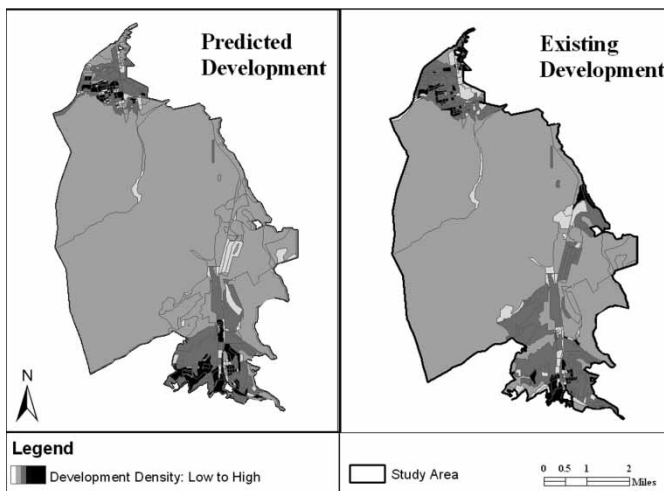 Predicted
Development
Existing
Development
N
Legend
Development Density: Low to High
Study Area
0 0.5 1 2
Miles